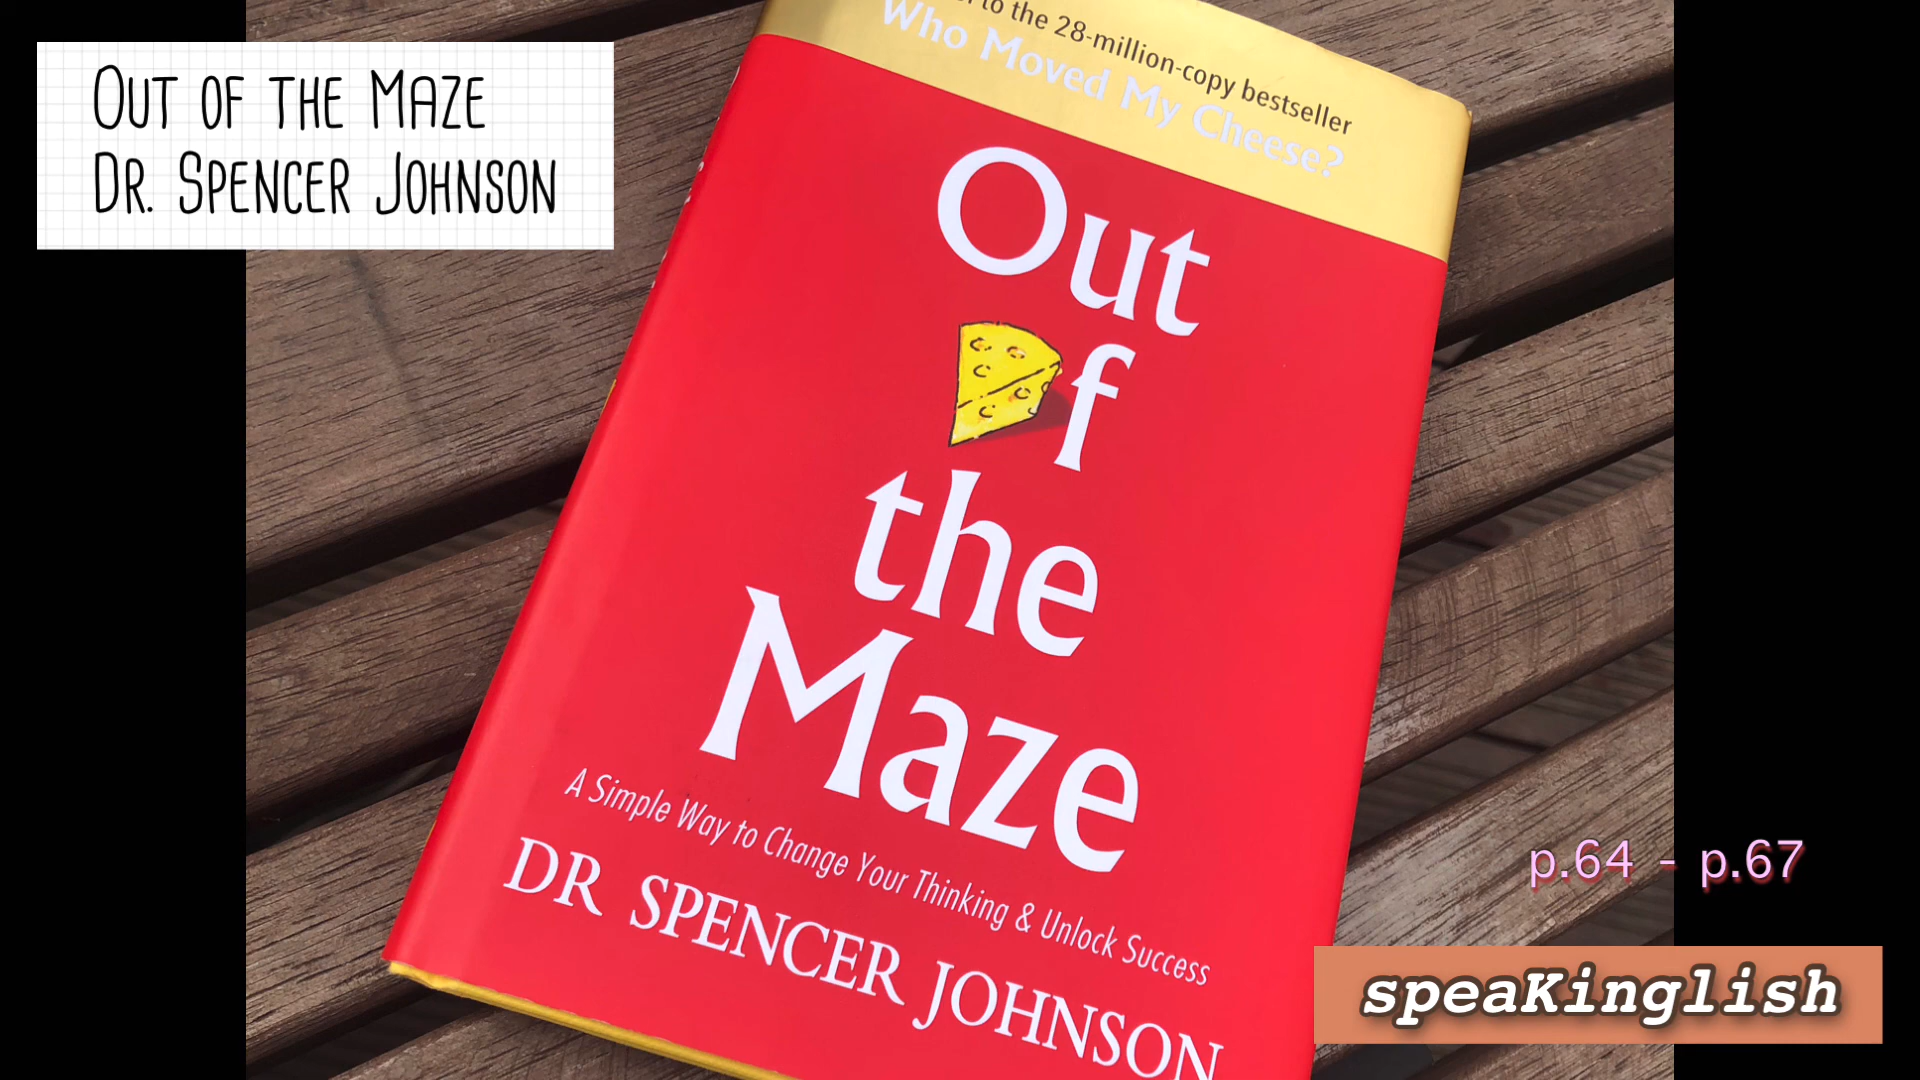 OUT OF THE MAZE
DR. SPENCER JOHNSON
to the 28-million-copy bestseller
Who Moved My Cheese?
Out
f
the
Maze
A Simple Way to Change Your Thinking & Unlock Success
DR SPENCER JOHNSON
p.64 - p.67
speaKinglish